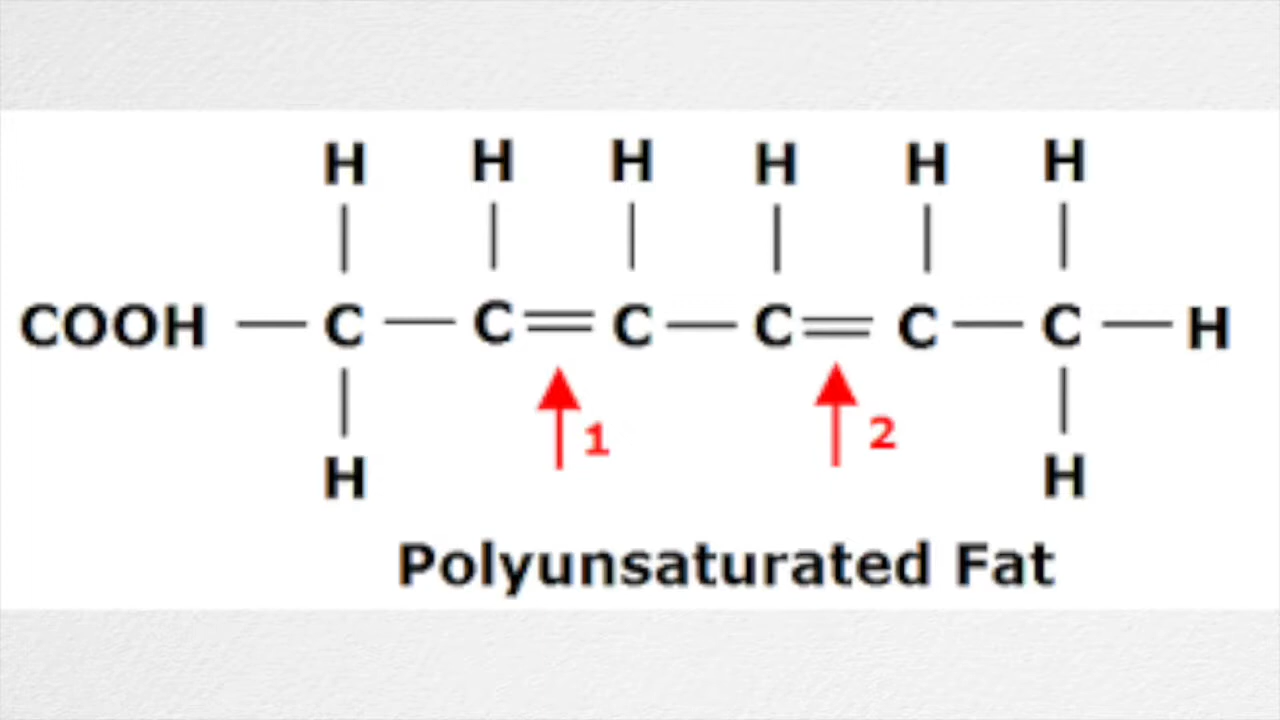 H H H H H H
COOH C C C C C C H
1 2
H H
Polyunsaturated Fat